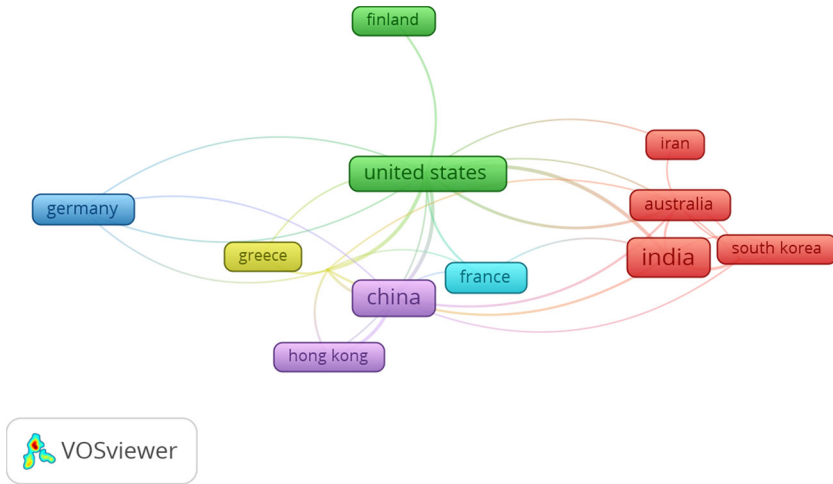 finland
iran
united states
australia
germany
south korea
greece
india
france
china
hong kong
VOSviewer